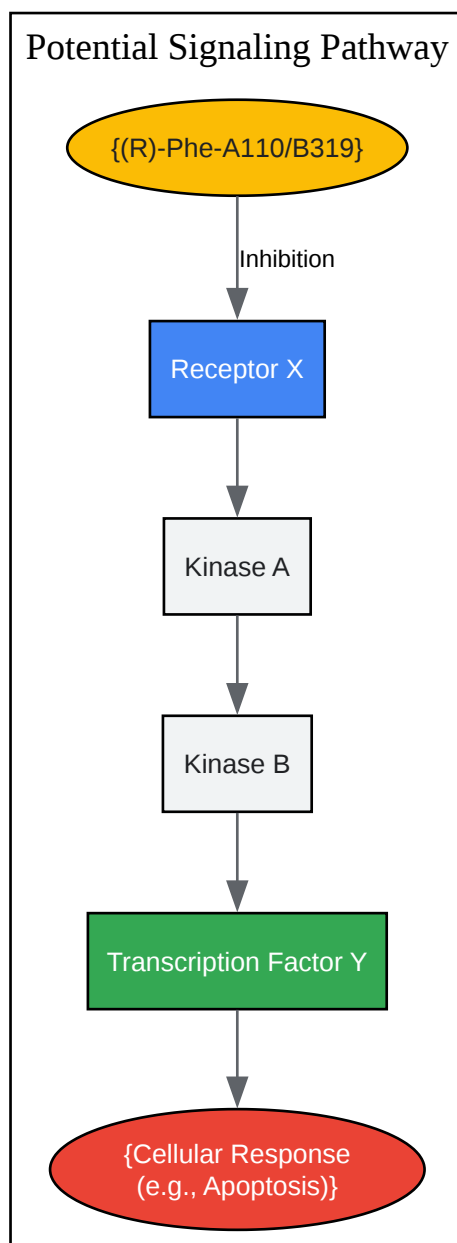 Potential Signaling Pathway
{(R)-Phe-A110/B319}
Inhibition
Receptor X
Kinase A
Kinase B
Transcription Factor Y
{Cellular Response
(e.g., Apoptosis)}